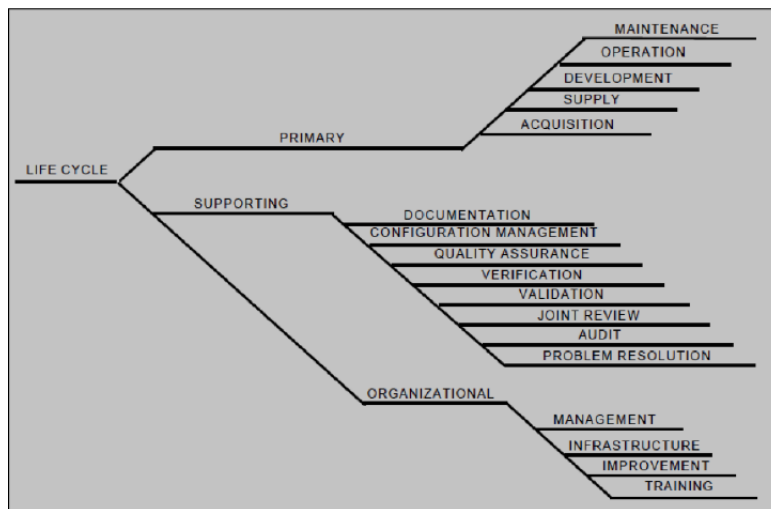 LIFE CYCLE
PRIMARY
MAINTENANCE
OPERATION
DEVELOPMENT
SUPPLY
ACQUISITION
SUPPORTING
DOCUMENTATION
CONFIGURATION MANAGEMENT
QUALITY ASSURANCE
VERIFICATION
VALIDATION
JOINT REVIEW
AUDIT
PROBLEM RESOLUTION
ORGANIZATIONAL
MANAGEMENT
INFRASTRUCTURE
IMPROVEMENT
TRAINING